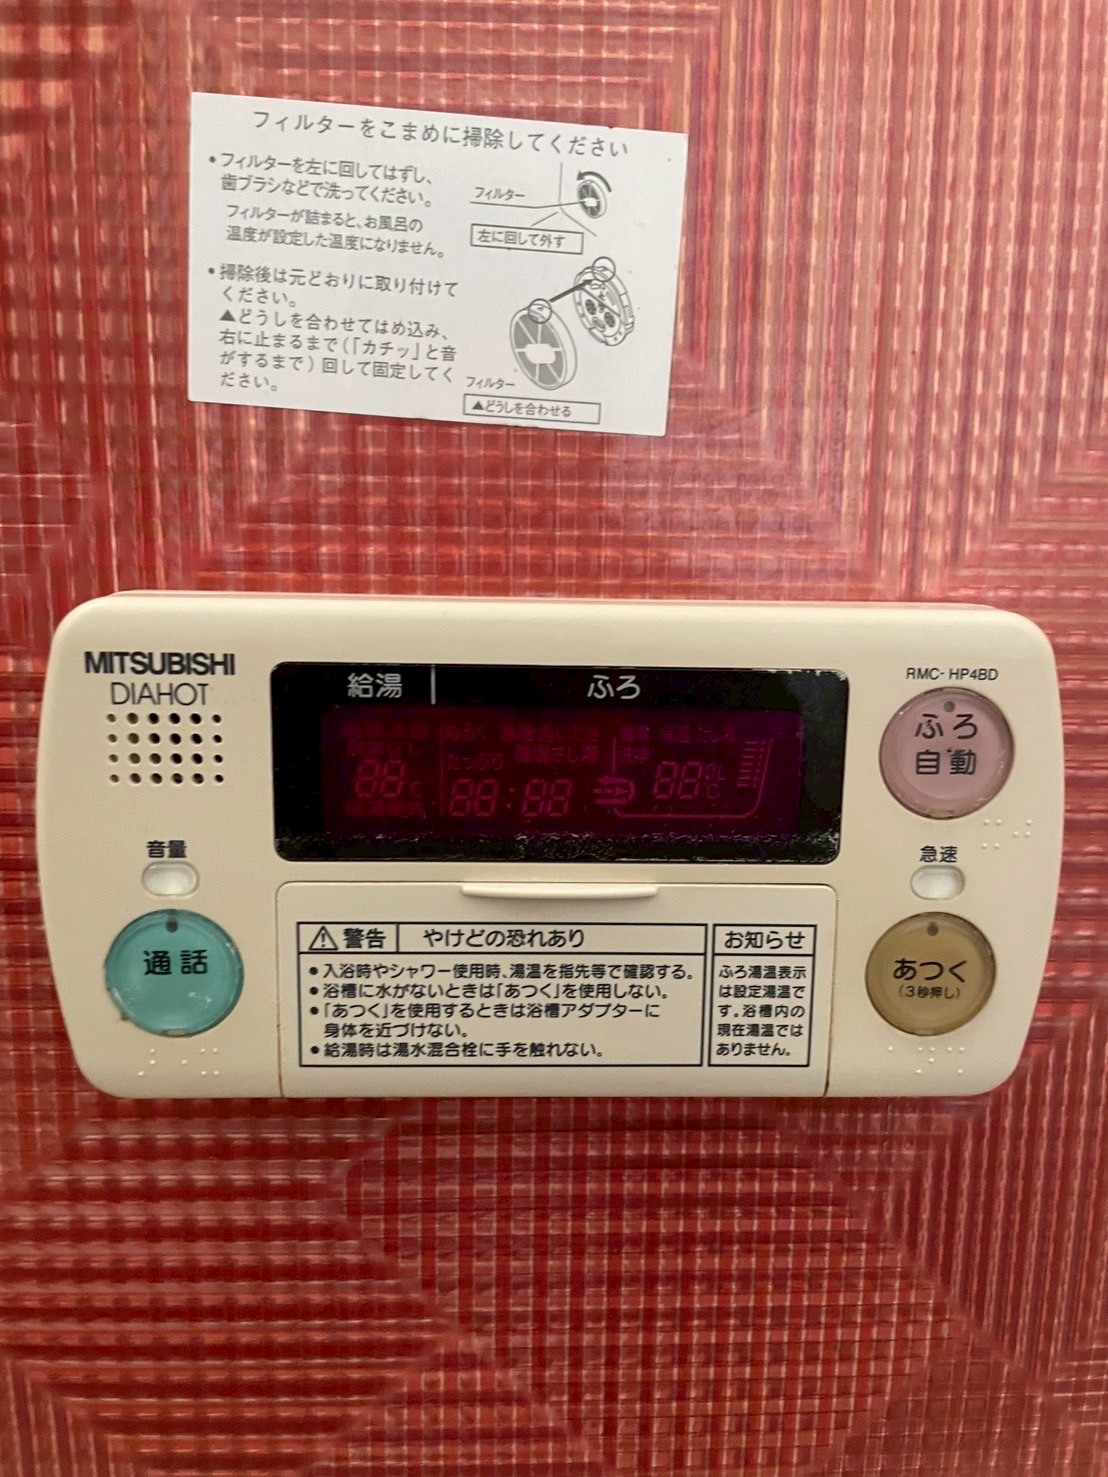 フィルターをこまめに掃除してください
・フィルターを左に回してはずし、
歯ブラシなどで洗ってください。
フィルターが詰まると、お風呂の
温度が設定した温度になりません。
・掃除後は元どおりに取り付けて
ください。
▲どうしを合わせてはめ込み、
右に止まるまで(「カチッ」と音
がするまで)回して固定してく
ださい。
フィルター
左に回して外す
フィルター
▲どうしを合わせる
MITSUBISHI
DIAHOT
給湯
ふろ
RMC-HP4BD
ふろ
自動
88
℃
88:88
88
℃
音量
通話
急速
あつく
(3秒押し)
警告
やけどの恐れあり
●入浴時やシャワー使用時、湯温を指先等で確認する。
●浴槽に水がないときは「あつく」を使用しない。
●「あつく」を使用するときは浴槽アダプターに
身体を近づけない。
●給湯時は湯水混合栓に手を触れない。
お知らせ
ふろ湯温表示
は設定湯温で
す。浴槽内の
現在湯温では
ありません。